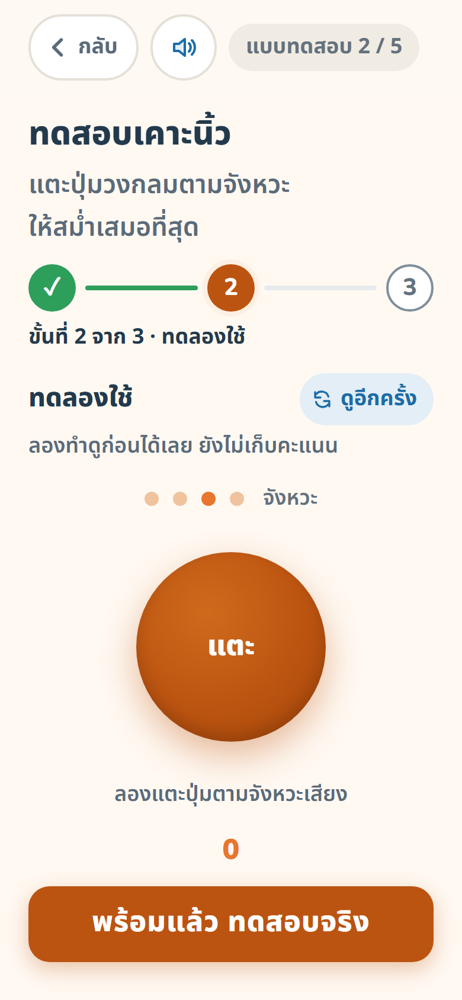 กลับ
แบบทดสอบ 2 / 5
ทดสอบเคาะนิ้ว
แตะปุ่มวงกลมตามจังหวะ
ให้สม่ำเสมอที่สุด
✓ 2 3
ขั้นที่ 2 จาก 3 · ทดลองใช้
ทดลองใช้
ดูอีกครั้ง
ลองทำดูก่อนได้เลย ยังไม่เก็บคะแนน
จังหวะ
แตะ
ลองแตะปุ่มตามจังหวะเสียง
0
พร้อมแล้ว ทดสอบจริง